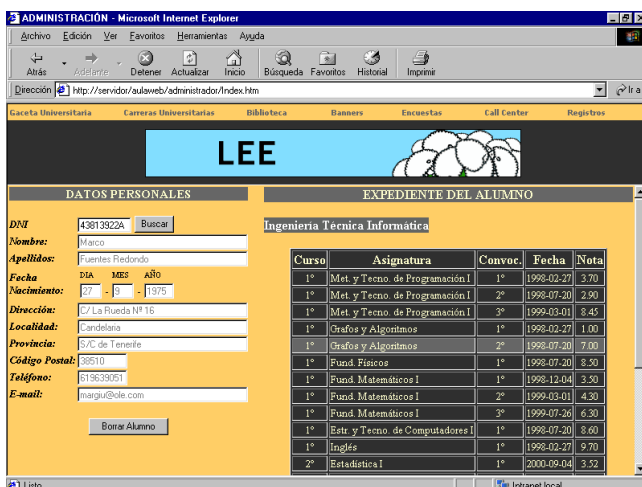 ADMINISTRACIÓN - Microsoft Internet Explorer
Archivo Edición Ver Favoritos Herramientas Ayuda
Atrás Adelante Detener Actualizar Inicio Búsqueda Favoritos Historial Imprimir
Dirección http://servidor/aulaweb/administrador/Index.htm Ir a
Gaceta Universitaria Carreras Universitarias Biblioteca Banners Encuestas Call Center Registros
LEE
DATOS PERSONALES
DNI 43813922A Buscar
Nombre: Marco
Apellidos: Fuentes Redondo
DIA MES AÑO
Fecha Nacimiento: 27 - 9 - 1975
Dirección: C/ La Rueda Nº 16
Localidad: Candelaria
Provincia: S/C de Tenerife
Código Postal: 38510
Teléfono: 619639051
E-mail: margiu@ole.com
Borrar Alumno
EXPEDIENTE DEL ALUMNO
Ingeniería Técnica Informática
Curso Asignatura Convoc. Fecha Nota
1º Met. y Tecno. de Programación I 1º 1998-02-27 3.70
1º Met. y Tecno. de Programación I 2º 1998-07-20 2.90
1º Met. y Tecno. de Programación I 3º 1999-03-01 8.45
1º Grafos y Algoritmos 1º 1998-02-27 1.00
1º Grafos y Algoritmos 2º 1998-07-20 7.00
1º Fund. Físicos 1º 1998-07-20 8.50
1º Fund. Matemáticos I 1º 1998-12-04 3.50
1º Fund. Matemáticos I 2º 1999-03-01 4.30
1º Fund. Matemáticos I 3º 1999-07-26 6.30
1º Estr. y Tecno. de Computadores I 1º 1998-07-20 8.60
1º Inglés 1º 1998-02-27 9.70
2º Estadística I 1º 2000-09-04 3.52
Listo Intranet local